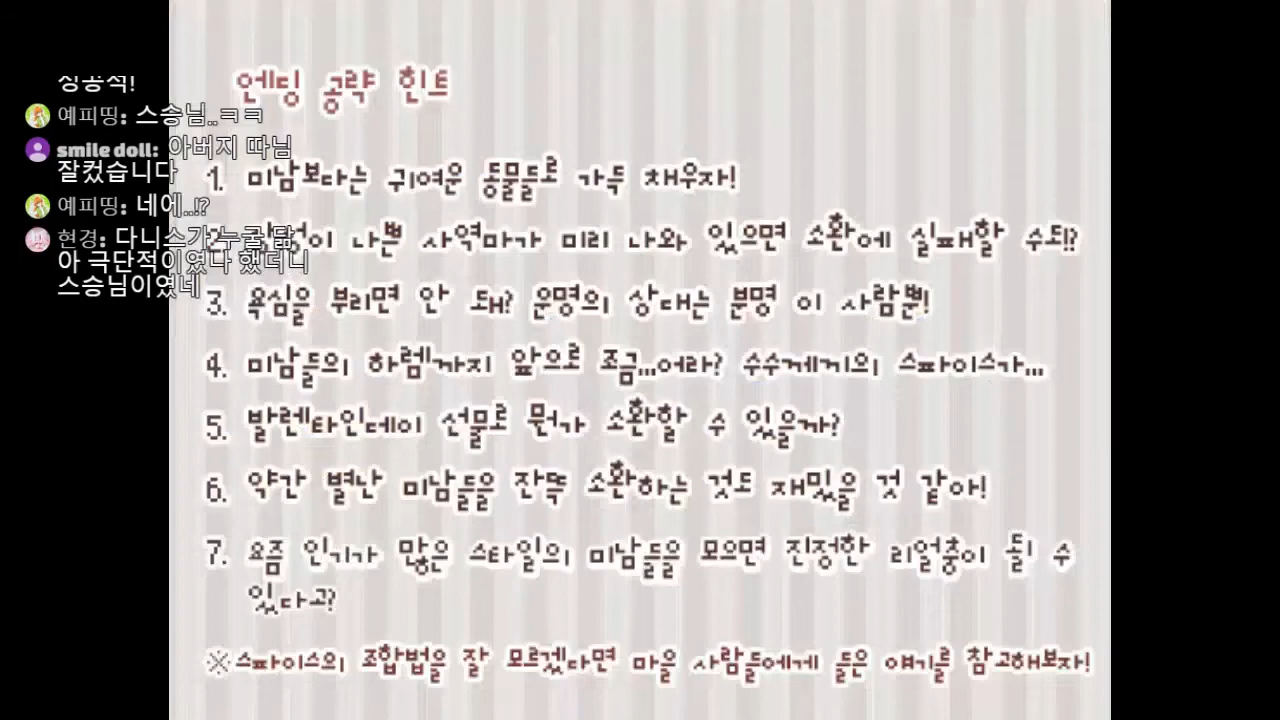 엔딩 공략 힌트
싱공적!
예피띵: 스승님..ㅋㅋ
smile doll: 아버지 따님
잘컸습니다
예피띵: 네에..!?
현경: 다니스가 누굴 닮
아 극단적이였나 했더니
스승님이였네
1. 미남보다는 귀여운 동물들로 가득 채우자!
이 나쁜 사역마가 미리 나와 있으면 소환에 실패할 수도!?
3. 욕심을 부리면 안 돼? 운명의 상대는 분명 이 사람뿐!
4. 미남들의 하렘까지 앞으로 조금...어라? 수수께끼의 스파이스가...
5. 발렌타인데이 선물로 뭔가 소환할 수 있을까?
6. 약간 별난 미남들을 잔뜩 소환하는 것도 재밌을 것 같아!
7. 요즘 인기가 많은 스타일의 미남들을 모으면 진정한 리얼충이 될 수
있다고?
※스파이스의 조합법을 잘 모르겠다면 마을 사람들에게 들은 얘기를 참고해보자!